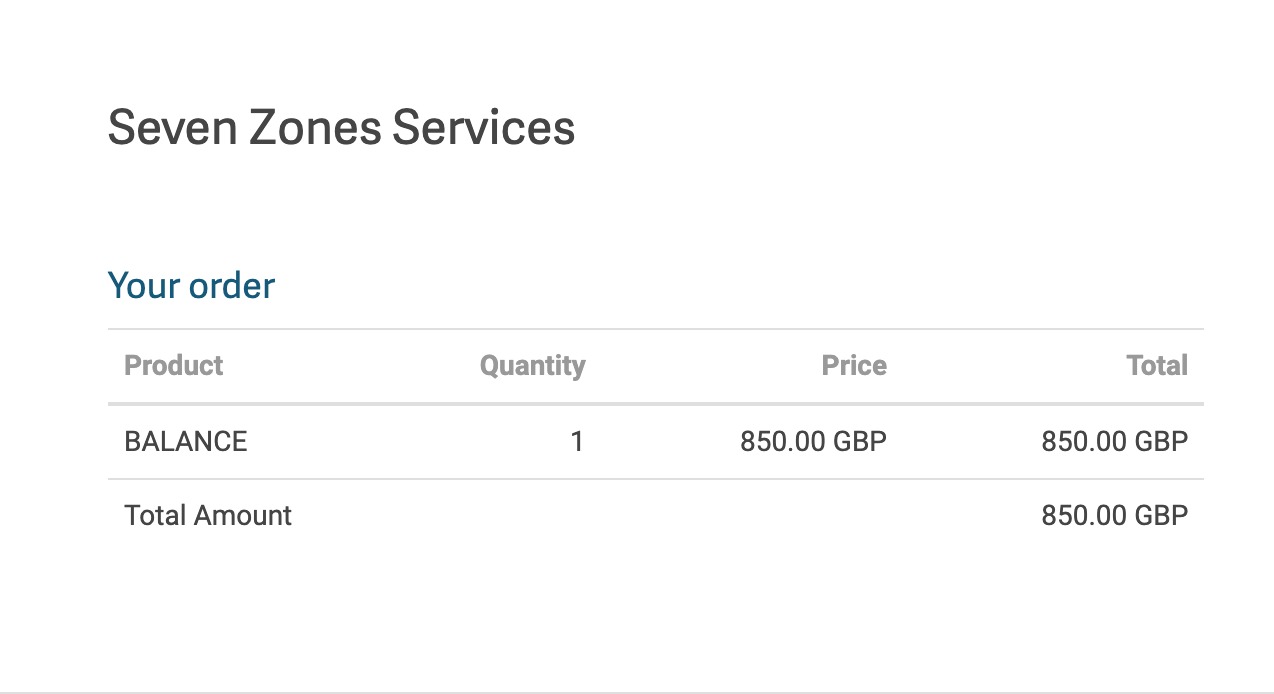 Seven Zones Services
Your order
Product Quantity Price Total
BALANCE 1 850.00 GBP 850.00 GBP
Total Amount 850.00 GBP